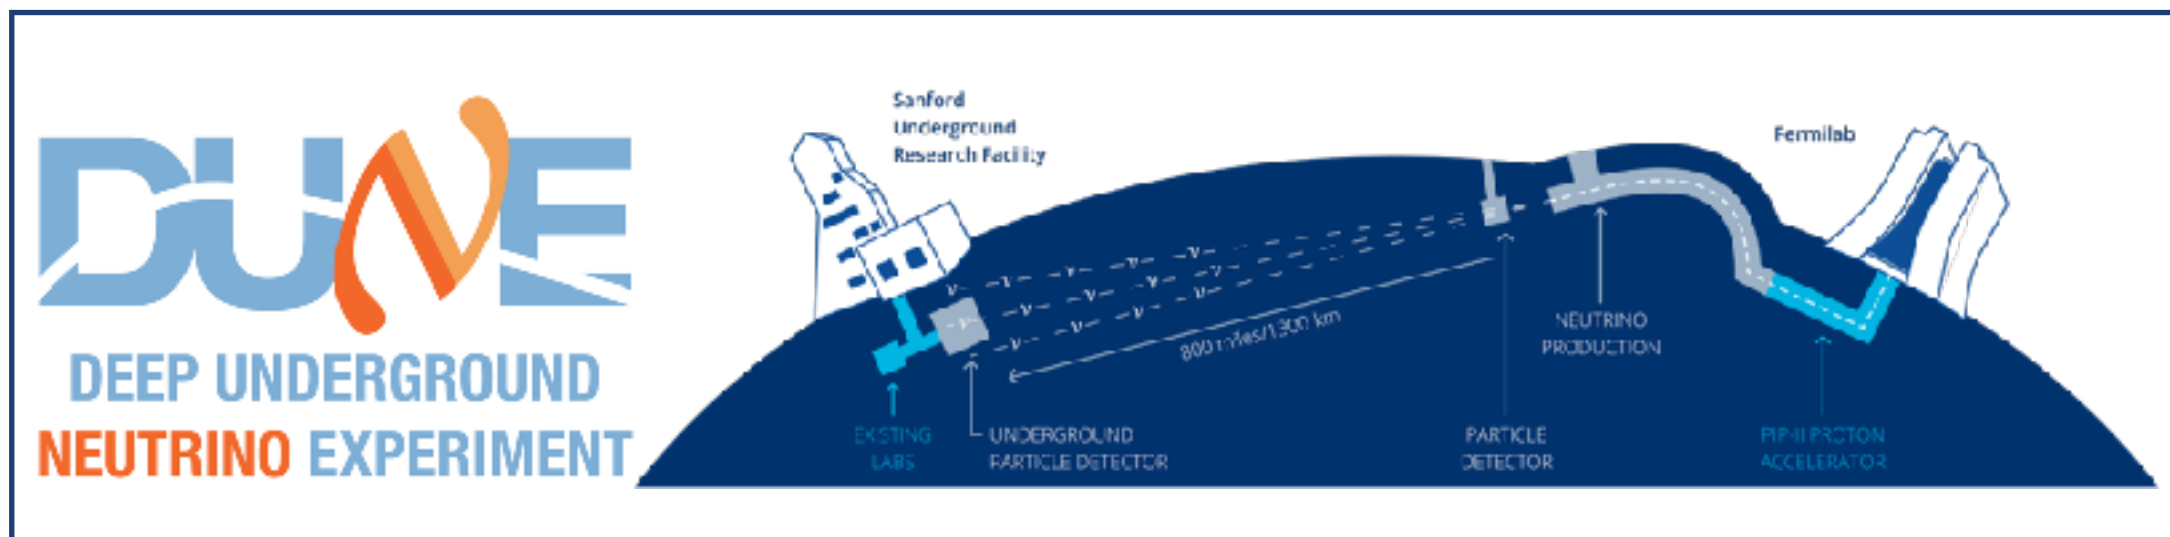 DUNE
DEEP UNDERGROUND
NEUTRINO EXPERIMENT
Sanford
Underground
Research Facility
Fermilab
800 miles/1300 km
NEUTRINO
PRODUCTION
EXISTING
LABS
UNDERGROUND
PARTICLE DETECTOR
PARTICLE
DETECTOR
PIP-II PROTON
ACCELERATOR